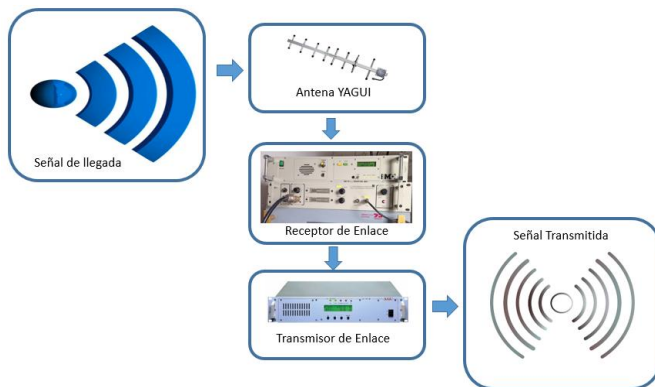 Señal de llegada
Antena YAGUI
Receptor de Enlace
Transmisor de Enlace
Señal Transmitida